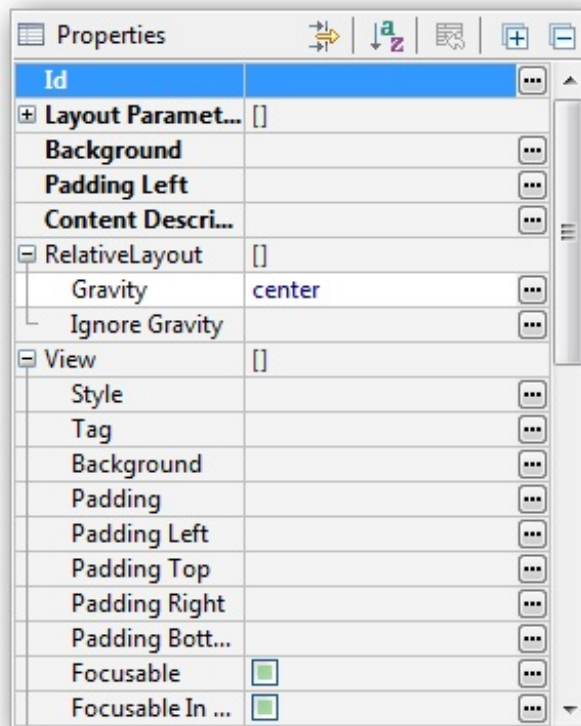 Properties
a
z
Id
Layout Paramet... []
Background
Padding Left
Content Descri...
RelativeLayout []
Gravity center
Ignore Gravity
View []
Style
Tag
Background
Padding
Padding Left
Padding Top
Padding Right
Padding Bott...
Focusable
Focusable In ...